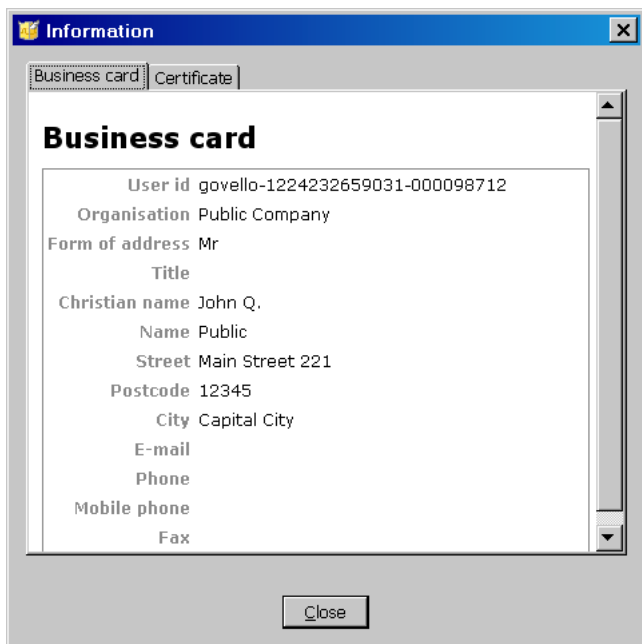 Information
Business card Certificate
Business card
User id govello-1224232659031-000098712
Organisation Public Company
Form of address Mr
Title
Christian name John Q.
Name Public
Street Main Street 221
Postcode 12345
City Capital City
E-mail
Phone
Mobile phone
Fax
Close